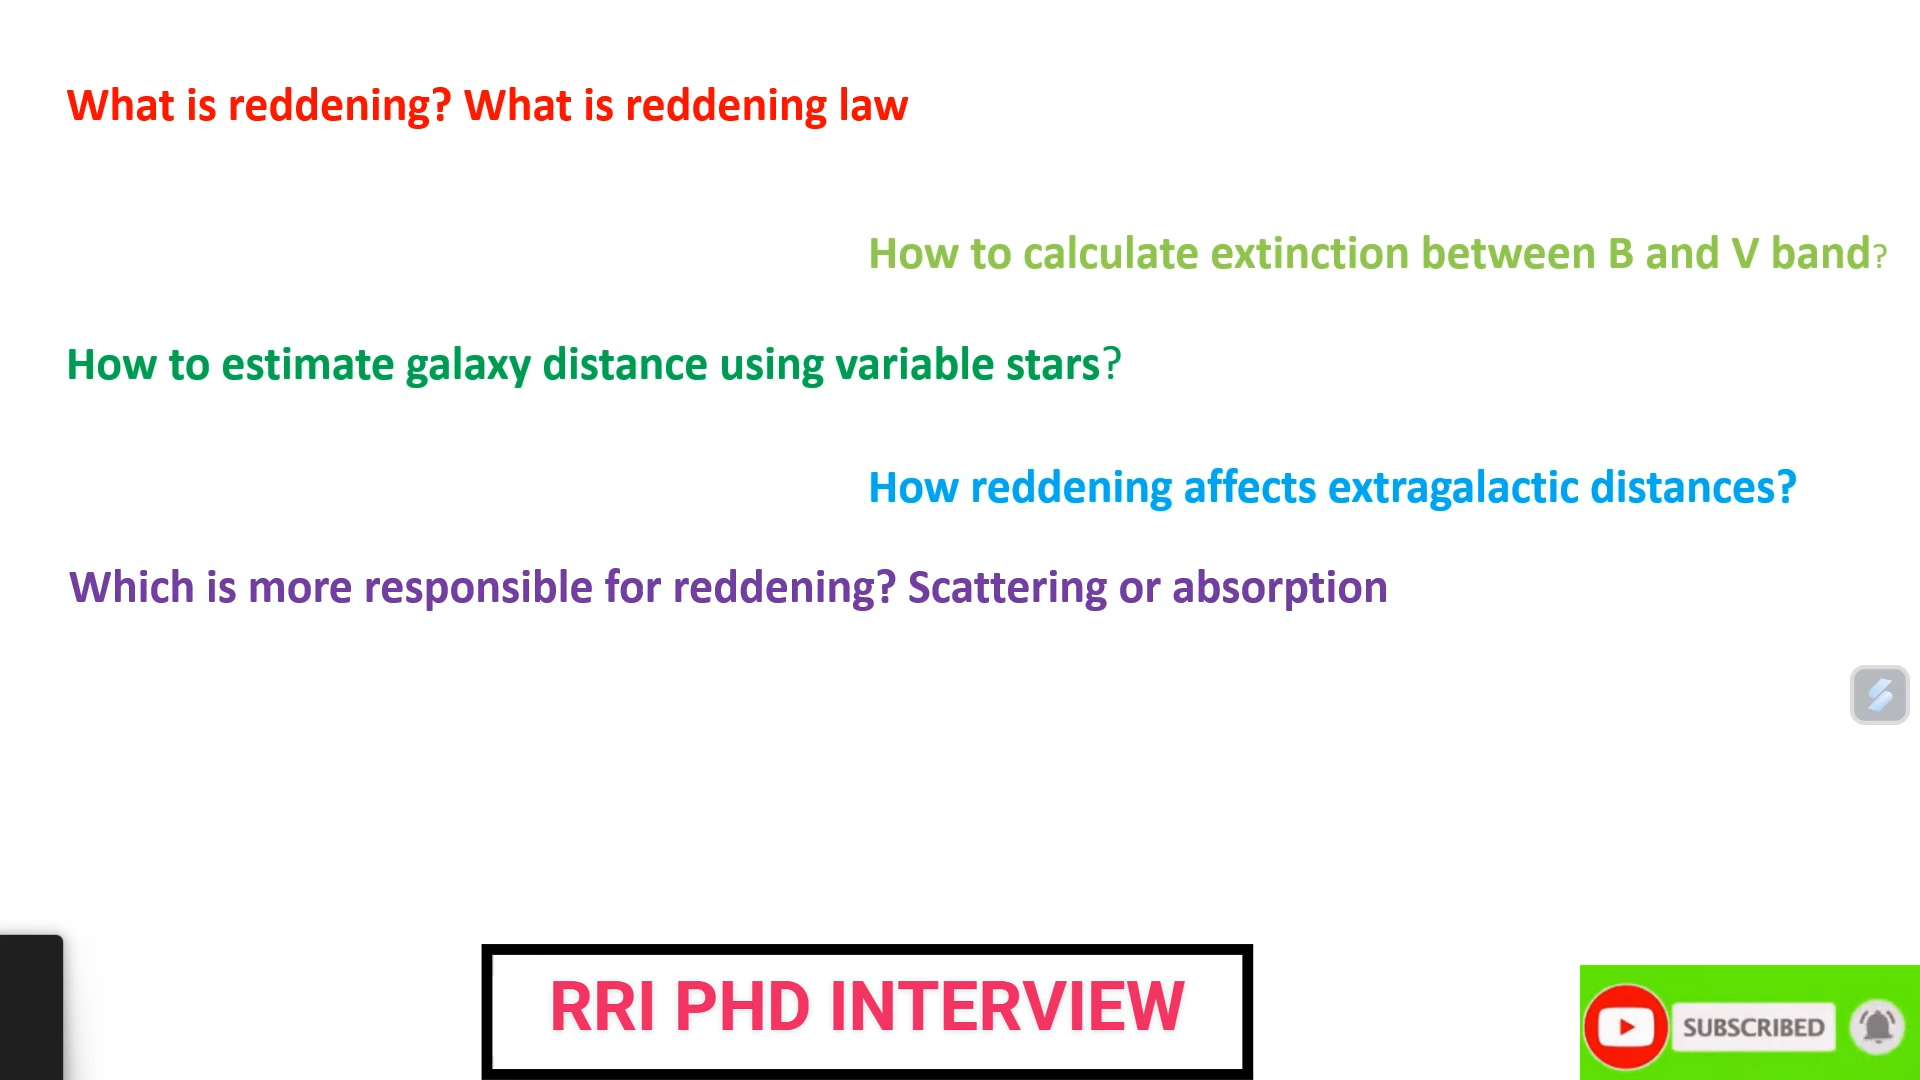 What is reddening? What is reddening law
How to calculate extinction between B and V band?
How to estimate galaxy distance using variable stars?
How reddening affects extragalactic distances?
Which is more responsible for reddening? Scattering or absorption
RRI PHD INTERVIEW
SUBSCRIBED